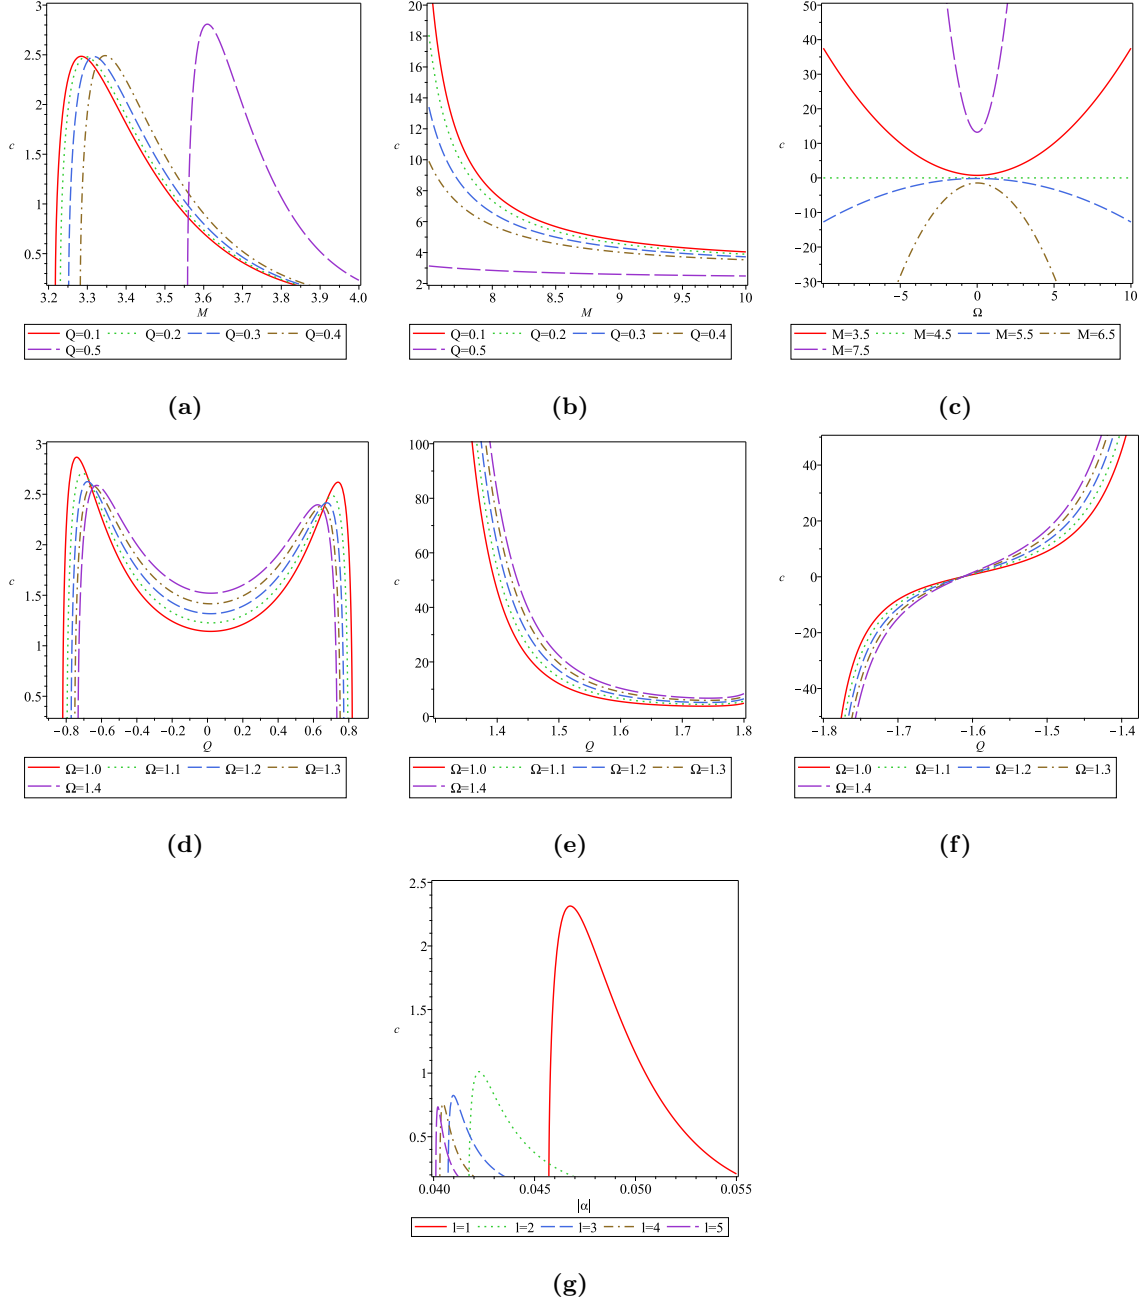 3
2.5
2
1.5
c
1
0.5
3.2 3.3 3.4 3.5 3.6 3.7 3.8 3.9 4.0
M
Q=0.1 Q=0.2 Q=0.3 Q=0.4
Q=0.5
(a)
20
18
16
14
12
10
c
8
6
4
2
8 8.5 9 9.5 10
M
Q=0.1 Q=0.2 Q=0.3 Q=0.4
Q=0.5
(b)
50
40
30
20
c
10
0
−10
−20
−30
−5 0 5 10
Ω
M=3.5 M=4.5 M=5.5 M=6.5
M=7.5
(c)
3
2.5
2
c
1.5
1
0.5
−0.8 −0.6 −0.4 −0.2 0 0.2 0.4 0.6 0.8
Q
Ω=1.0 Ω=1.1 Ω=1.2 Ω=1.3
Ω=1.4
(d)
100
80
60
c
40
20
0
1.4 1.5 1.6 1.7 1.8
Q
Ω=1.0 Ω=1.1 Ω=1.2 Ω=1.3
Ω=1.4
(e)
40
20
c
0
−20
−40
−1.8 −1.7 −1.6 −1.5 −1.4
Q
Ω=1.0 Ω=1.1 Ω=1.2 Ω=1.3
Ω=1.4
(f)
2.5
2
1.5
c
1
0.5
0.040 0.045 0.050 0.055
|α|
l=1 l=2 l=3 l=4 l=5
(g)